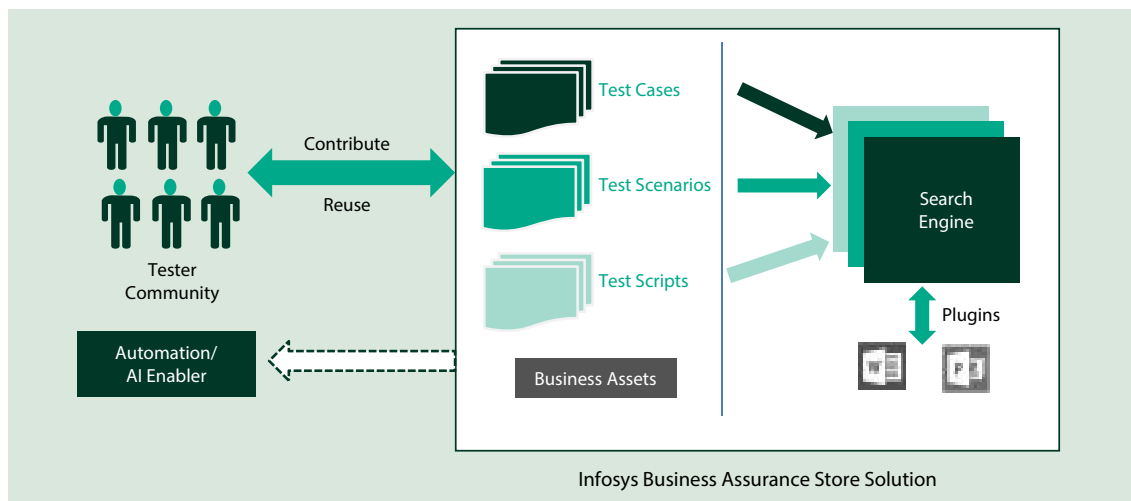 Contribute
Reuse
Tester
Community
Automation/
AI Enabler
Test Cases
Test Scenarios
Test Scripts
Business Assets
Search
Engine
Plugins
W
P
Infosys Business Assurance Store Solution